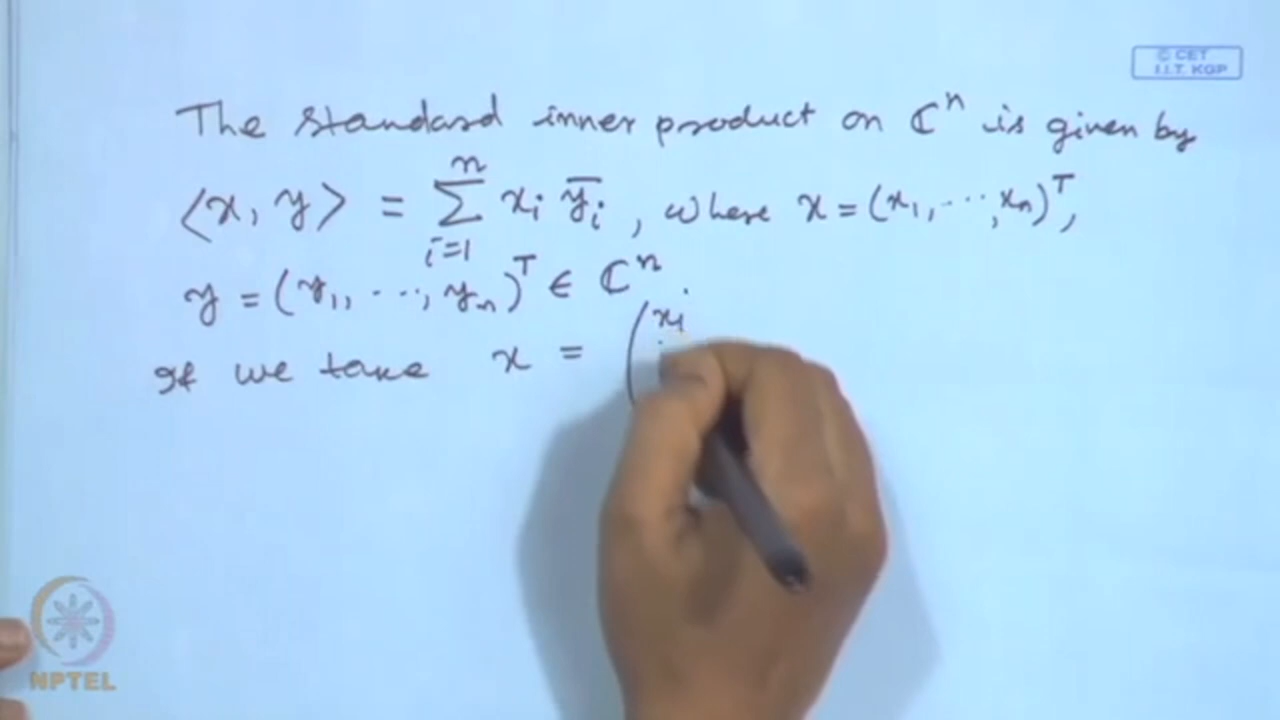 © CET
I.I.T. KGP
The standard inner product on ℂⁿ is given by
⟨x, y⟩ = ∑ᵢ₌₁ⁿ xᵢ ȳᵢ , where x = (x₁, ..., xₙ)ᵀ,
y = (y₁, ..., yₙ)ᵀ ∈ ℂⁿ.
If we take x = (x₁
NPTEL